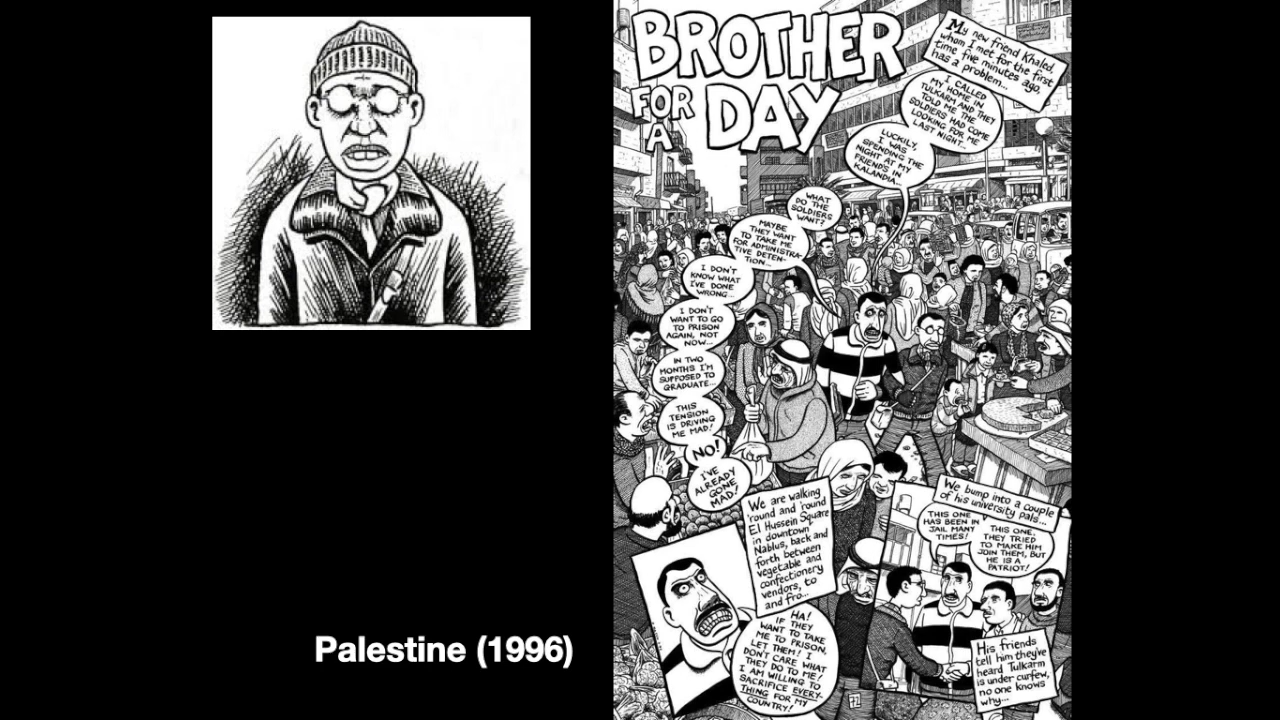 BROTHER
FOR
A
DAY
My new friend Khaled,
whom I met for the first
time five minutes ago,
has a problem...
I CALLED
MY HOME IN
TULKARM AND THEY
TOLD ME THE
SOLDIERS HAD COME
LOOKING FOR ME
LAST NIGHT...
LUCKILY,
I WAS
SPENDING THE
NIGHT AT MY
FRIEND'S IN
KALANDIA...
WHAT
DO THE
SOLDIERS
WANT?
MAYBE
THEY WANT
TO TAKE ME
FOR ADMINISTRA-
TIVE DETEN-
TION...
I DON'T
KNOW WHAT
I'VE DONE
WRONG...
I DON'T
WANT TO GO
TO PRISON
AGAIN, NOT
NOW...
IN TWO
MONTHS I'M
SUPPOSED TO
GRADUATE...
THIS
TENSION
IS DRIVING
ME MAD!
NO!
I'VE
ALREADY
GONE
MAD!
We are walking
'round and 'round
El Hussein Square
in downtown
Nablus, back and
forth between
vegetable and
confectionery
vendors, to
and fro...
HA!
IF THEY
WANT TO TAKE
ME TO PRISON,
LET THEM! I
DON'T CARE WHAT
THEY DO TO ME!
I AM WILLING TO
SACRIFICE EVERY-
THING FOR MY
COUNTRY!
We bump into a couple
of his university pals...
THIS ONE
HAS BEEN IN
JAIL MANY
TIMES!
THIS ONE,
THEY TRIED
TO MAKE HIM
JOIN THEM, BUT
HE IS A
PATRIOT!
His friends
tell him they've
heard Tulkarm
is under curfew,
no one knows
why...
Palestine (1996)